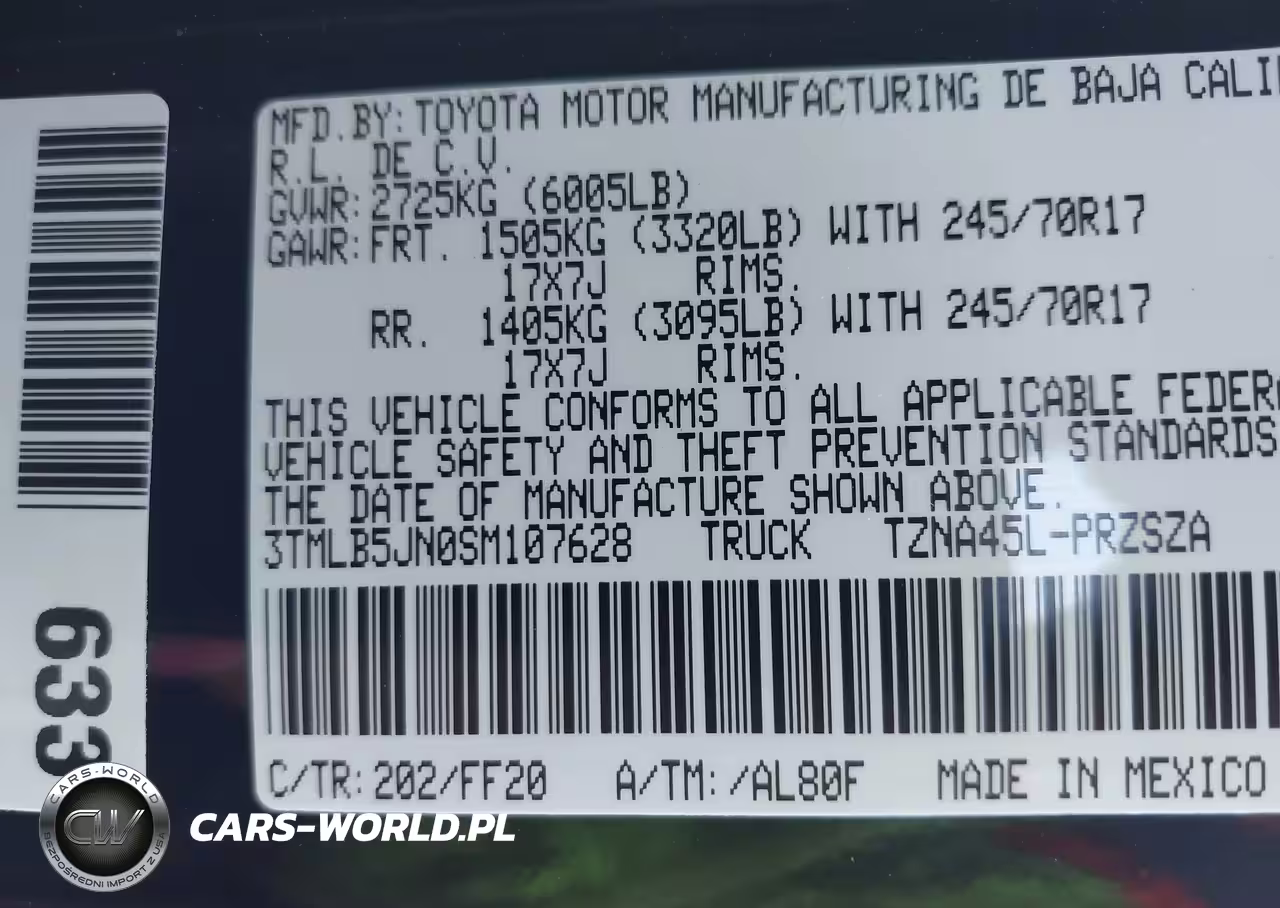 MFD.BY:TOYOTA MOTOR MANUFACTURING DE BAJA CALI
R.L. DE C.V.
GVWR:2725KG (6005LB)
GAWR:FRT. 1505KG (3320LB) WITH 245/70R17
17X7J RIMS.
RR. 1405KG (3095LB) WITH 245/70R17
17X7J RIMS.
THIS VEHICLE CONFORMS TO ALL APPLICABLE FEDER
VEHICLE SAFETY AND THEFT PREVENTION STANDARDS
THE DATE OF MANUFACTURE SHOWN ABOVE.
3TMLB5JN0SM107628 TRUCK TZNA45L-PRZSZA
C/TR:202/FF20 A/TM:/AL80F MADE IN MEXICO
633
CARS-WORLD
CW
BEZPOŚREDNI IMPORT Z USA
CARS-WORLD.PL